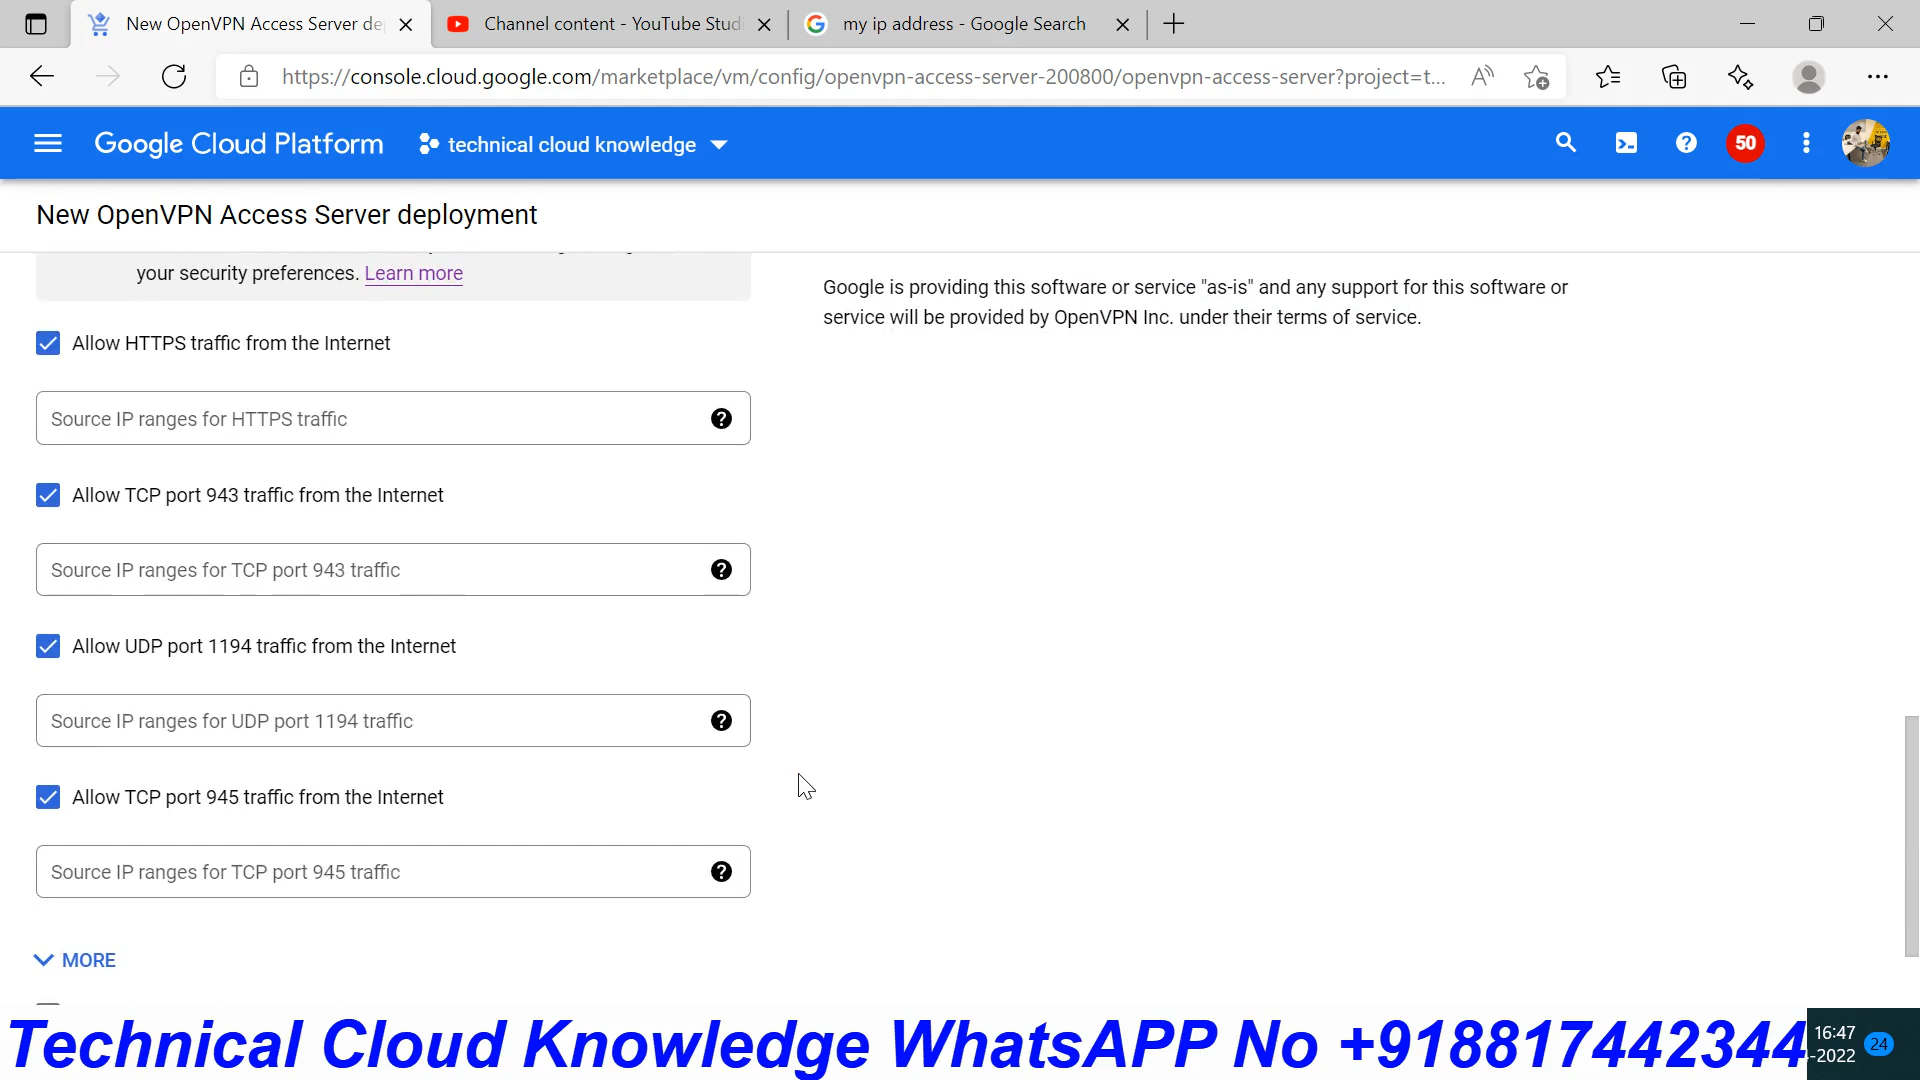 New OpenVPN Access Server de
Channel content - YouTube Studi
my ip address - Google Search
https://console.cloud.google.com/marketplace/vm/config/openvpn-access-server-200800/openvpn-access-server?project=t...
Google Cloud Platform
technical cloud knowledge
50
New OpenVPN Access Server deployment
your security preferences. Learn more
Google is providing this software or service "as-is" and any support for this software or
service will be provided by OpenVPN Inc. under their terms of service.
Allow HTTPS traffic from the Internet
Source IP ranges for HTTPS traffic
Allow TCP port 943 traffic from the Internet
Source IP ranges for TCP port 943 traffic
Allow UDP port 1194 traffic from the Internet
Source IP ranges for UDP port 1194 traffic
Allow TCP port 945 traffic from the Internet
Source IP ranges for TCP port 945 traffic
MORE
Technical Cloud Knowledge WhatsAPP No +918817442344
16:47
-2022
24